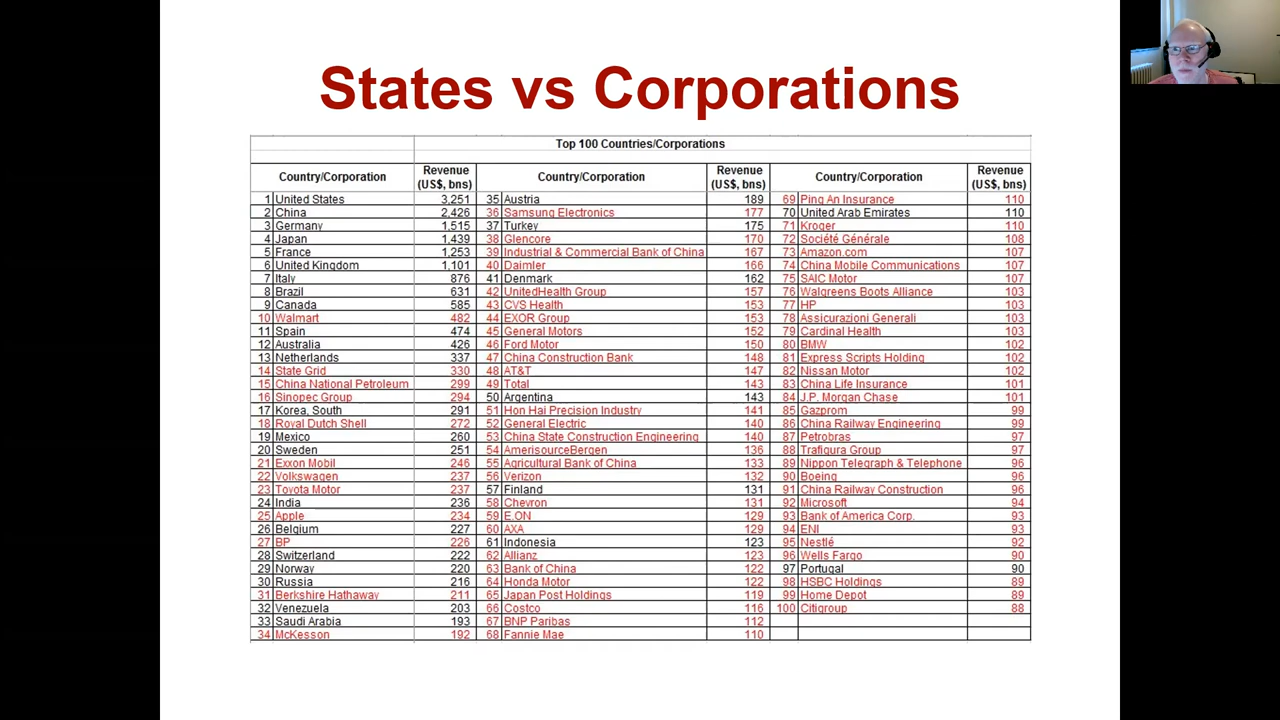 States vs Corporations
Top 100 Countries/Corporations
Country/Corporation Revenue (US$, bns) Country/Corporation Revenue (US$, bns) Country/Corporation Revenue (US$, bns)
1 United States 3,251 35 Austria 189 69 Ping An Insurance 110
2 China 2,426 36 Samsung Electronics 177 70 United Arab Emirates 110
3 Germany 1,515 37 Turkey 175 71 Kroger 110
4 Japan 1,439 38 Glencore 170 72 Société Générale 108
5 France 1,253 39 Industrial & Commercial Bank of China 167 73 Amazon.com 107
6 United Kingdom 1,101 40 Daimler 166 74 China Mobile Communications 107
7 Italy 876 41 Denmark 162 75 SAIC Motor 107
8 Brazil 631 42 UnitedHealth Group 157 76 Walgreens Boots Alliance 103
9 Canada 585 43 CVS Health 153 77 HP 103
10 Walmart 482 44 EXOR Group 153 78 Assicurazioni Generali 103
11 Spain 474 45 General Motors 152 79 Cardinal Health 103
12 Australia 426 46 Ford Motor 150 80 BMW 102
13 Netherlands 337 47 China Construction Bank 148 81 Express Scripts Holding 102
14 State Grid 330 48 AT&T 147 82 Nissan Motor 102
15 China National Petroleum 299 49 Total 143 83 China Life Insurance 101
16 Sinopec Group 294 50 Argentina 143 84 J.P. Morgan Chase 101
17 Korea, South 291 51 Hon Hai Precision Industry 141 85 Gazprom 99
18 Royal Dutch Shell 272 52 General Electric 140 86 China Railway Engineering 99
19 Mexico 260 53 China State Construction Engineering 140 87 Petrobras 97
20 Sweden 251 54 AmerisourceBergen 136 88 Trafigura Group 97
21 Exxon Mobil 246 55 Agricultural Bank of China 133 89 Nippon Telegraph & Telephone 96
22 Volkswagen 237 56 Verizon 132 90 Boeing 96
23 Toyota Motor 237 57 Finland 131 91 China Railway Construction 96
24 India 236 58 Chevron 131 92 Microsoft 94
25 Apple 234 59 E.ON 129 93 Bank of America Corp. 93
26 Belgium 227 60 AXA 129 94 ENI 93
27 BP 226 61 Indonesia 123 95 Nestlé 92
28 Switzerland 222 62 Allianz 123 96 Wells Fargo 90
29 Norway 220 63 Bank of China 122 97 Portugal 90
30 Russia 216 64 Honda Motor 122 98 HSBC Holdings 89
31 Berkshire Hathaway 211 65 Japan Post Holdings 119 99 Home Depot 89
32 Venezuela 203 66 Costco 116 100 Citigroup 88
33 Saudi Arabia 193 67 BNP Paribas 112
34 McKesson 192 68 Fannie Mae 110